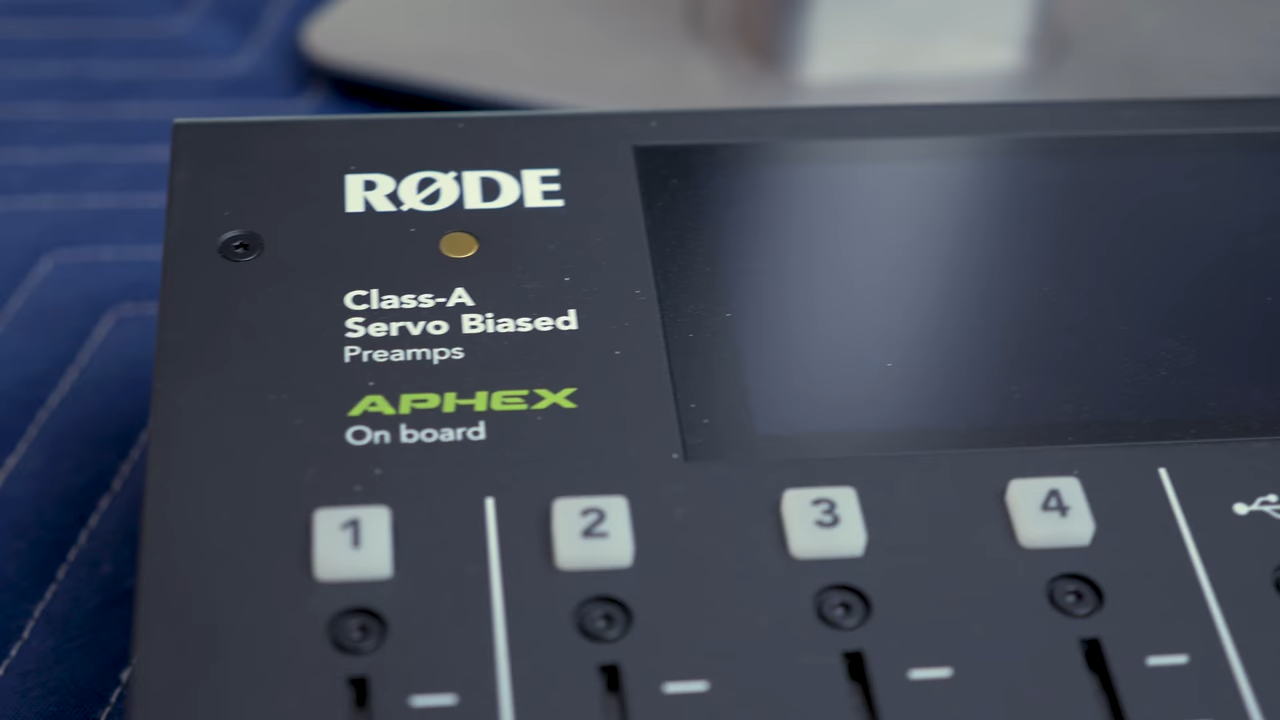 RØDE
Class-A
Servo Biased
Preamps
APHEX
On board
1 2 3 4